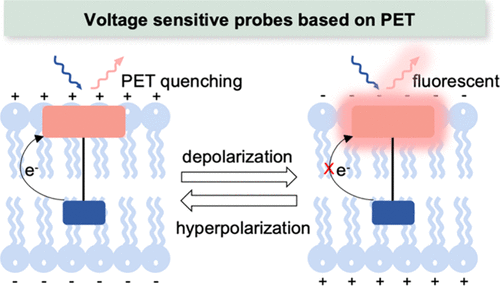 Voltage sensitive probes based on PET
PET quenching
fluorescent
+ + + + + +
- - - - - -
e-
depolarization
hyperpolarization
X e-
- - - - - -
+ + + + + +